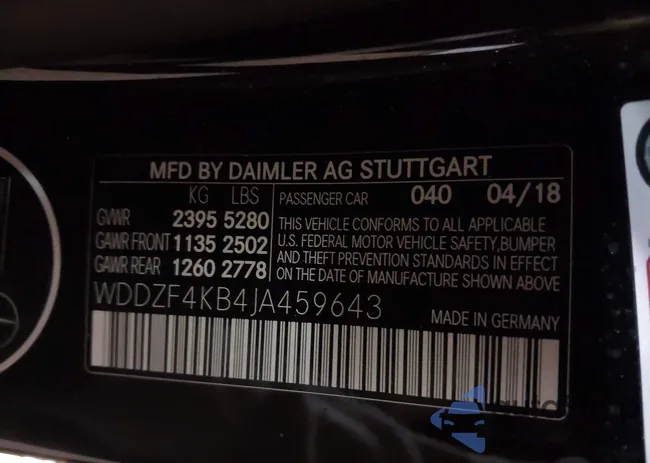 MFD BY DAIMLER AG STUTTGART
KG LBS
GVWR 2395 5280
GAWR FRONT 1135 2502
GAWR REAR 1260 2778
PASSENGER CAR 040 04/18
THIS VEHICLE CONFORMS TO ALL APPLICABLE
U.S. FEDERAL MOTOR VEHICLE SAFETY,BUMPER
AND THEFT PREVENTION STANDARDS IN EFFECT
ON THE DATE OF MANUFACTURE SHOWN ABOVE
WDDZF4KB4JA459643
MADE IN GERMANY